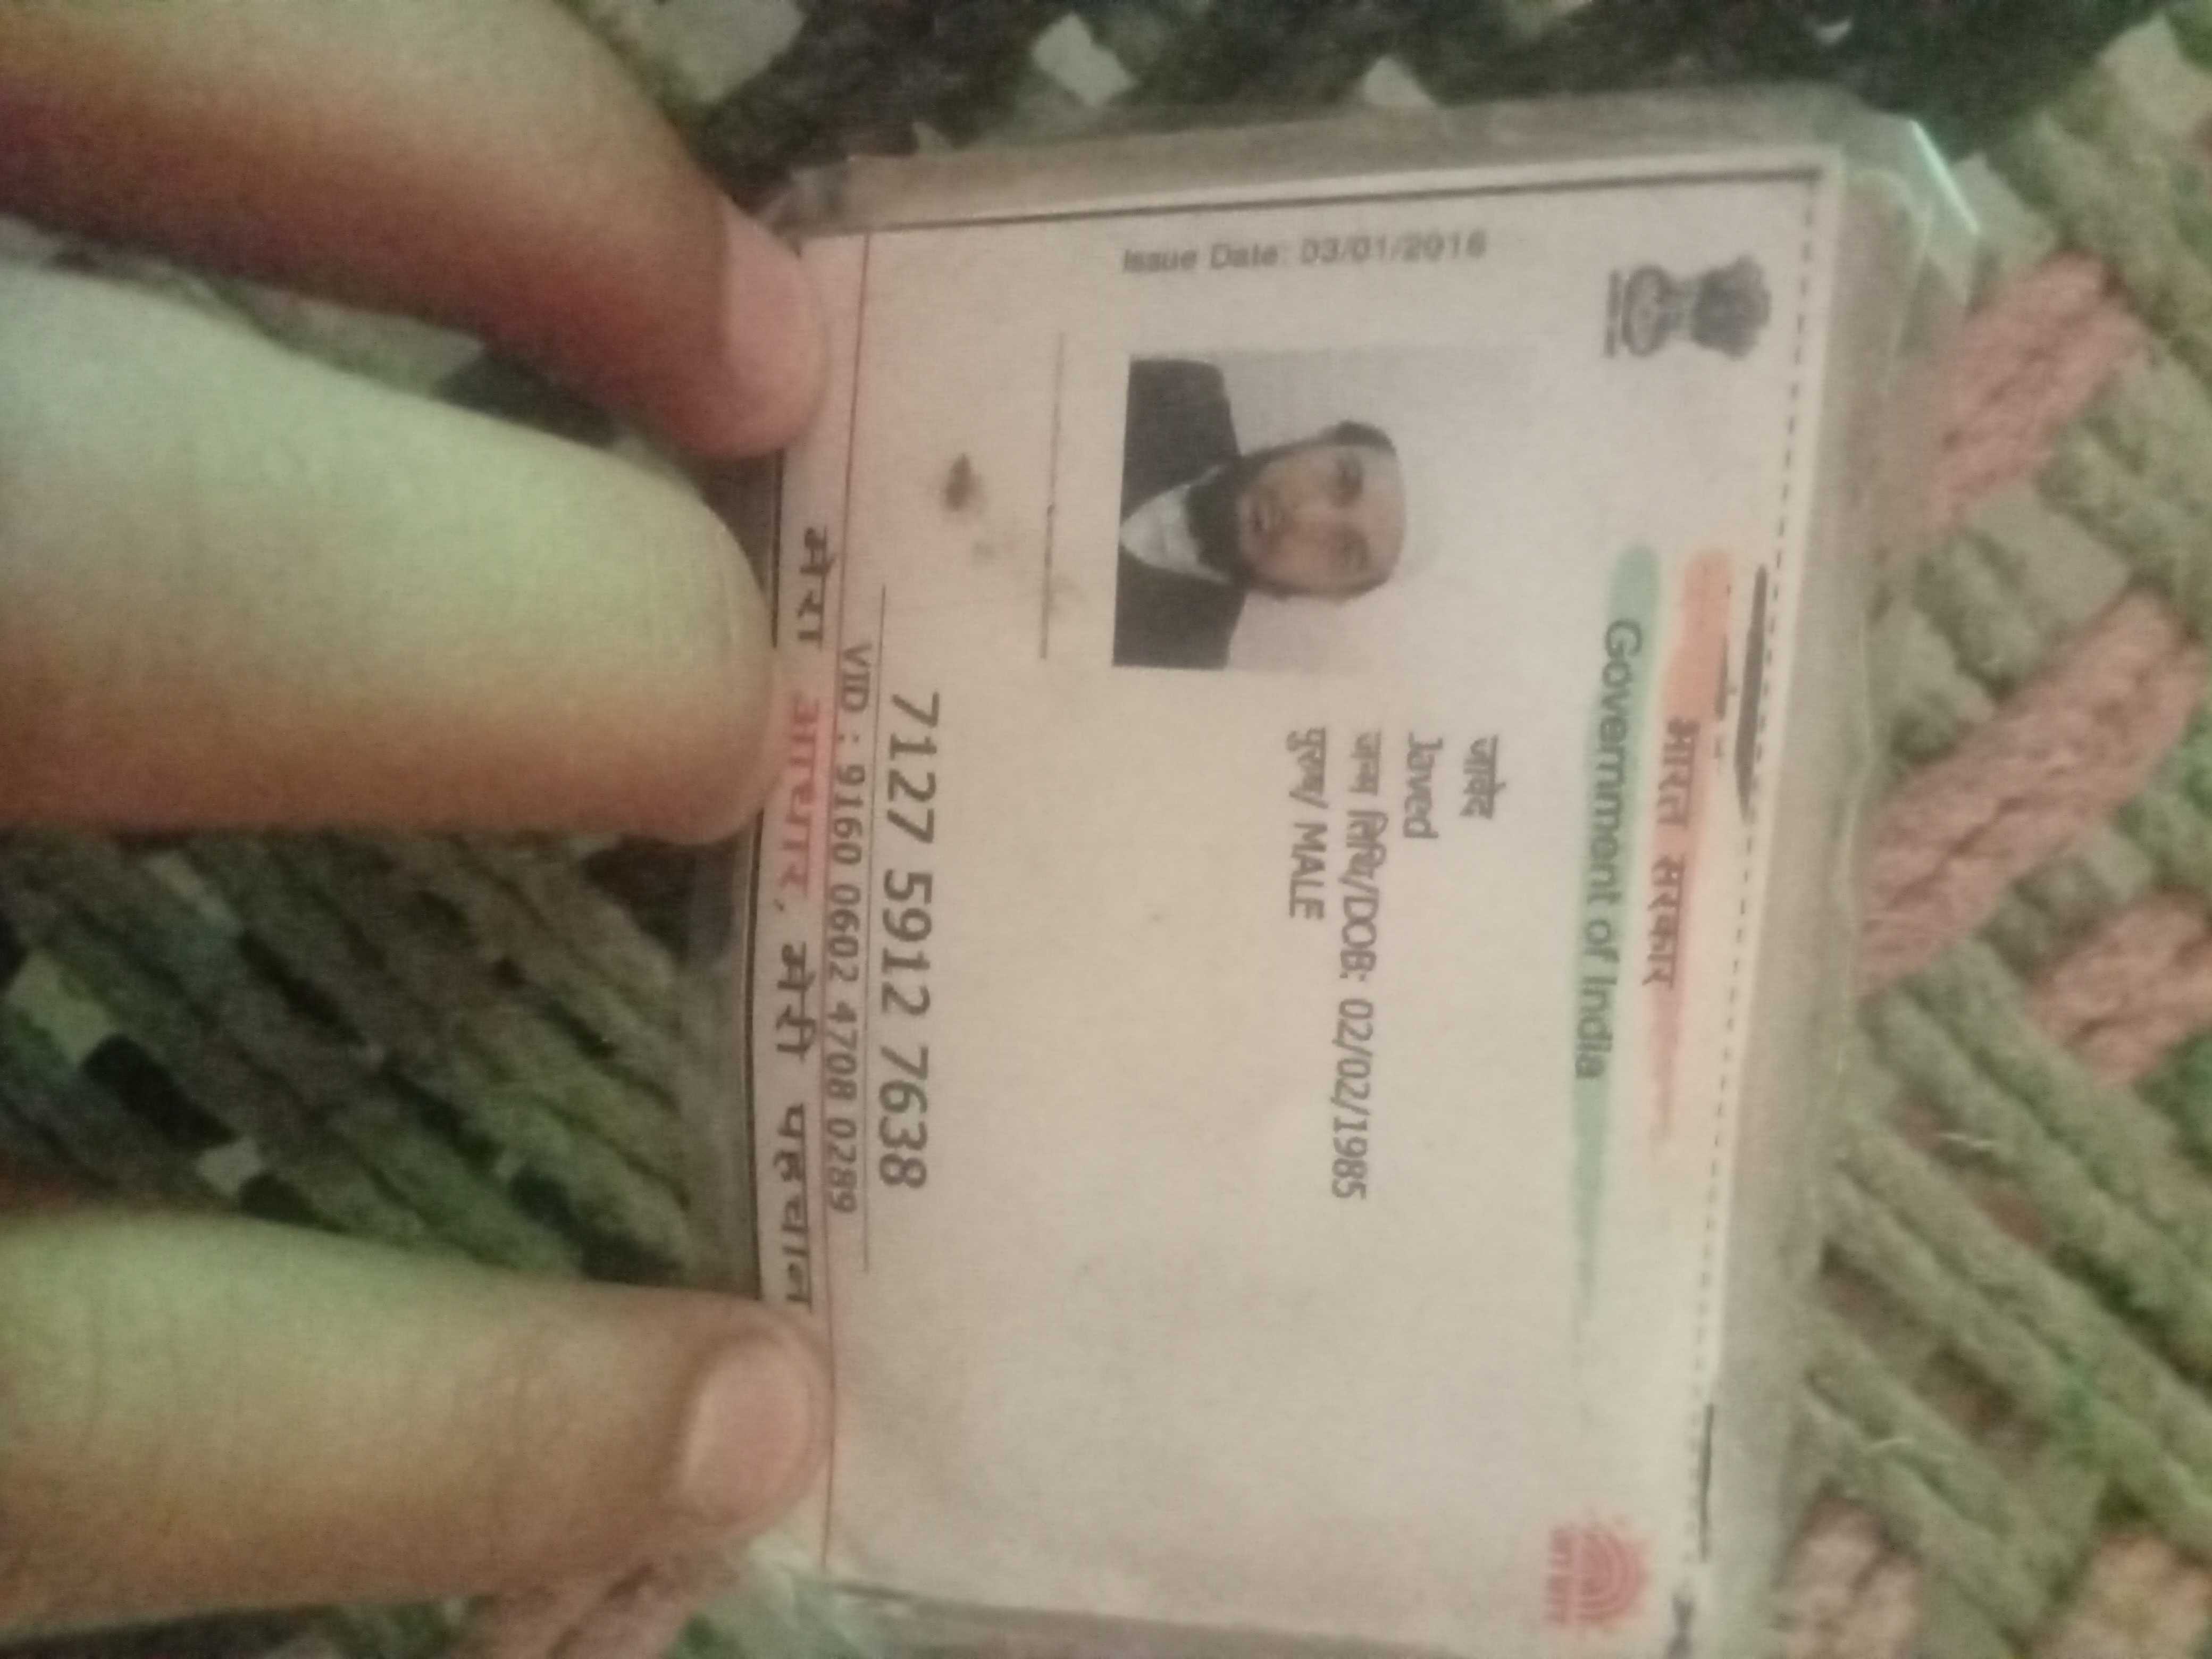 भारत सरकार
Government of India
Issue Date: 03/01/2016
जावेद
Javed
जन्म तिथि/DOB: 02/02/1985
पुरुष/ MALE
7127 5912 7638
VID : 9160 0602 4708 0289
मेरा आधार, मेरी पहचान